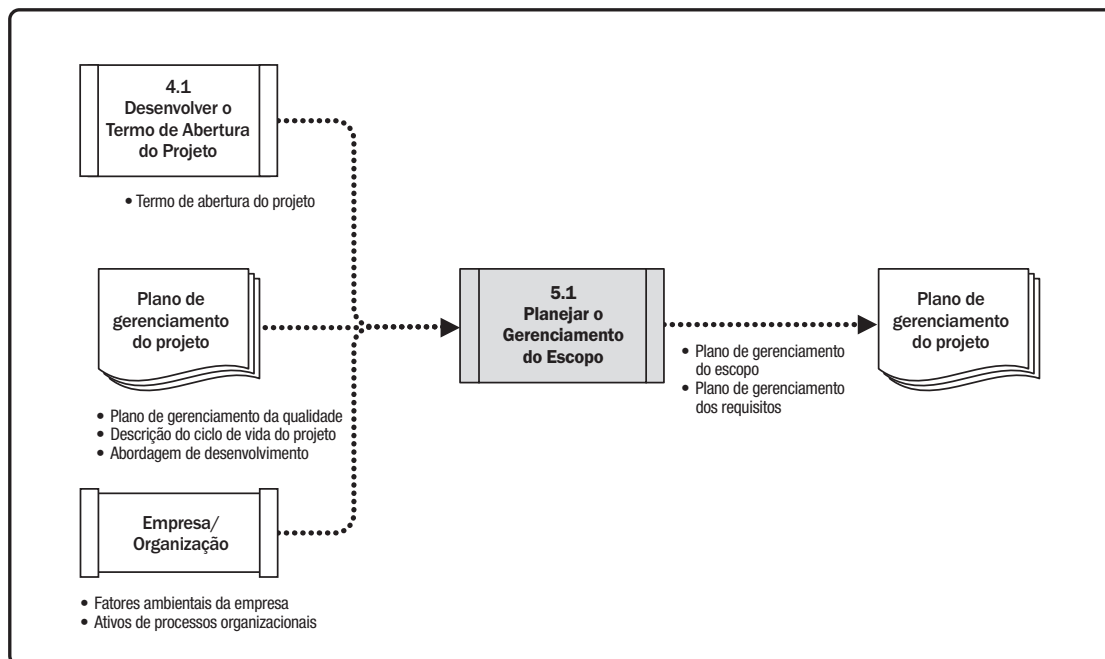 4.1
Desenvolver o
Termo de Abertura
do Projeto
• Termo de abertura do projeto
Plano de
gerenciamento
do projeto
• Plano de gerenciamento da qualidade
• Descrição do ciclo de vida do projeto
• Abordagem de desenvolvimento
Empresa/
Organização
• Fatores ambientais da empresa
• Ativos de processos organizacionais
5.1
Planejar o
Gerenciamento
do Escopo
• Plano de gerenciamento
do escopo
• Plano de gerenciamento
dos requisitos
Plano de
gerenciamento
do projeto